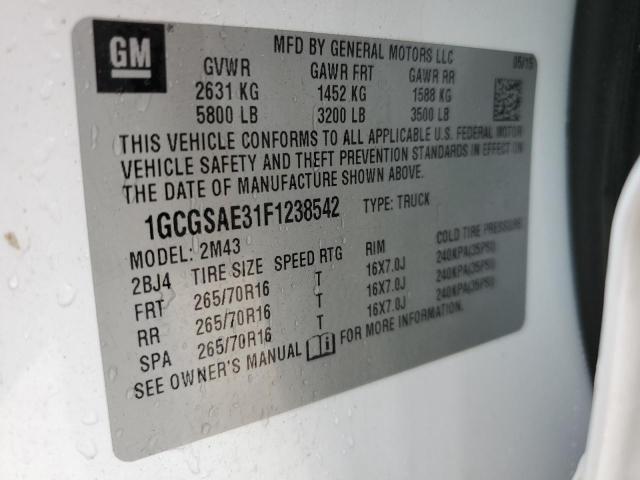 GM
MFD BY GENERAL MOTORS LLC 05/15
GVWR GAWR FRT GAWR RR
2631 KG 1452 KG 1588 KG
5800 LB 3200 LB 3500 LB
THIS VEHICLE CONFORMS TO ALL APPLICABLE U.S. FEDERAL MOTOR
VEHICLE SAFETY AND THEFT PREVENTION STANDARDS IN EFFECT ON
THE DATE OF MANUFACTURE SHOWN ABOVE.
1GCGSAE31F1238542 TYPE: TRUCK
MODEL: 2M43
2BJ4 TIRE SIZE SPEED RTG RIM COLD TIRE PRESSURE
FRT 265/70R16 T 16X7.0J 240KPA(35PSI)
RR 265/70R16 T 16X7.0J 240KPA(35PSI)
SPA 265/70R16 T 16X7.0J 240KPA(35PSI)
SEE OWNER'S MANUAL FOR MORE INFORMATION.